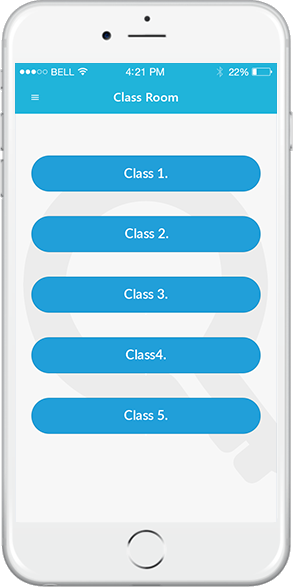 BELL 4:21 PM 22%
Class Room
Class 1.
Class 2.
Class 3.
Class4.
Class 5.